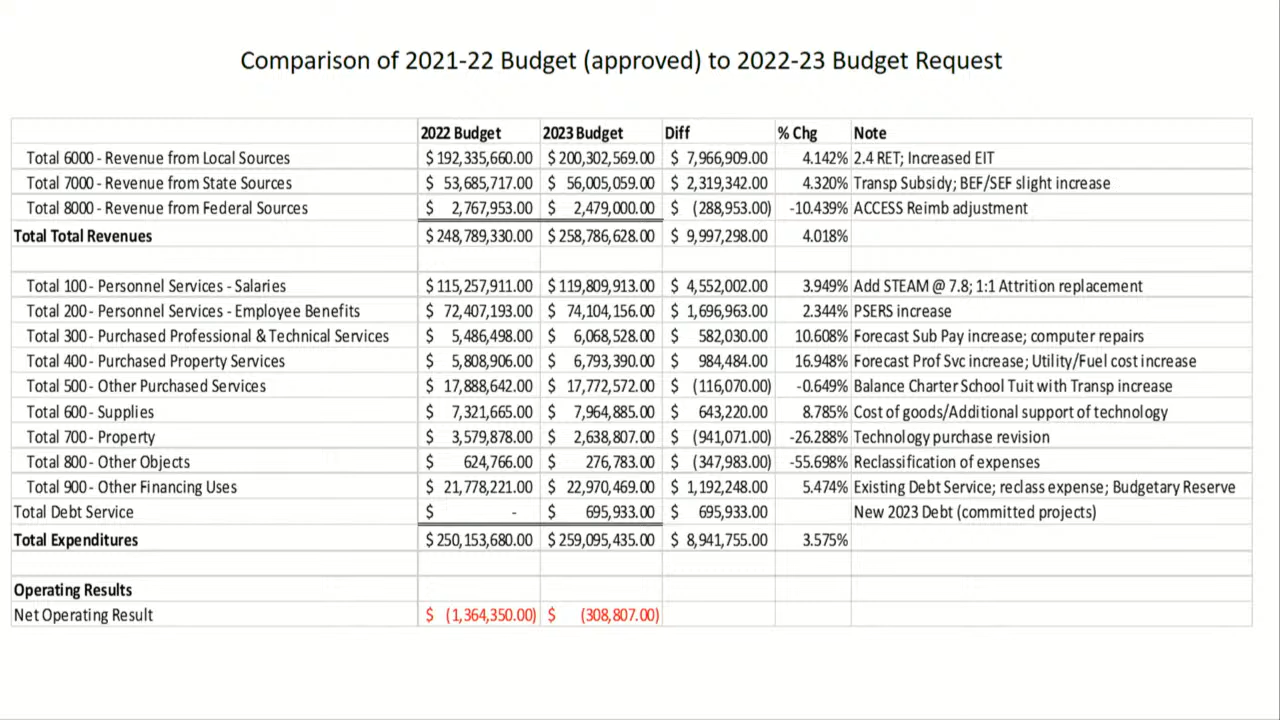 Comparison of 2021-22 Budget (approved) to 2022-23 Budget Request
2022 Budget 2023 Budget Diff % Chg Note
Total 6000 - Revenue from Local Sources $ 192,335,660.00 $ 200,302,569.00 $ 7,966,909.00 4.142% 2.4 RET; Increased EIT
Total 7000 - Revenue from State Sources $ 53,685,717.00 $ 56,005,059.00 $ 2,319,342.00 4.320% Transp Subsidy; BEF/SEF slight increase
Total 8000 - Revenue from Federal Sources $ 2,767,953.00 $ 2,479,000.00 $ (288,953.00) -10.439% ACCESS Reimb adjustment
Total Total Revenues $ 248,789,330.00 $ 258,786,628.00 $ 9,997,298.00 4.018%
Total 100 - Personnel Services - Salaries $ 115,257,911.00 $ 119,809,913.00 $ 4,552,002.00 3.949% Add STEAM @ 7.8; 1:1 Attrition replacement
Total 200 - Personnel Services - Employee Benefits $ 72,407,193.00 $ 74,104,156.00 $ 1,696,963.00 2.344% PSERS increase
Total 300 - Purchased Professional & Technical Services $ 5,486,498.00 $ 6,068,528.00 $ 582,030.00 10.608% Forecast Sub Pay increase; computer repairs
Total 400 - Purchased Property Services $ 5,808,906.00 $ 6,793,390.00 $ 984,484.00 16.948% Forecast Prof Svc increase; Utility/Fuel cost increase
Total 500 - Other Purchased Services $ 17,888,642.00 $ 17,772,572.00 $ (116,070.00) -0.649% Balance Charter School Tuit with Transp increase
Total 600 - Supplies $ 7,321,665.00 $ 7,964,885.00 $ 643,220.00 8.785% Cost of goods/Additional support of technology
Total 700 - Property $ 3,579,878.00 $ 2,638,807.00 $ (941,071.00) -26.288% Technology purchase revision
Total 800 - Other Objects $ 624,766.00 $ 276,783.00 $ (347,983.00) -55.698% Reclassification of expenses
Total 900 - Other Financing Uses $ 21,778,221.00 $ 22,970,469.00 $ 1,192,248.00 5.474% Existing Debt Service; reclass expense; Budgetary Reserve
Total Debt Service $ - $ 695,933.00 $ 695,933.00 New 2023 Debt (committed projects)
Total Expenditures $ 250,153,680.00 $ 259,095,435.00 $ 8,941,755.00 3.575%
Operating Results
Net Operating Result $ (1,364,350.00) $ (308,807.00)